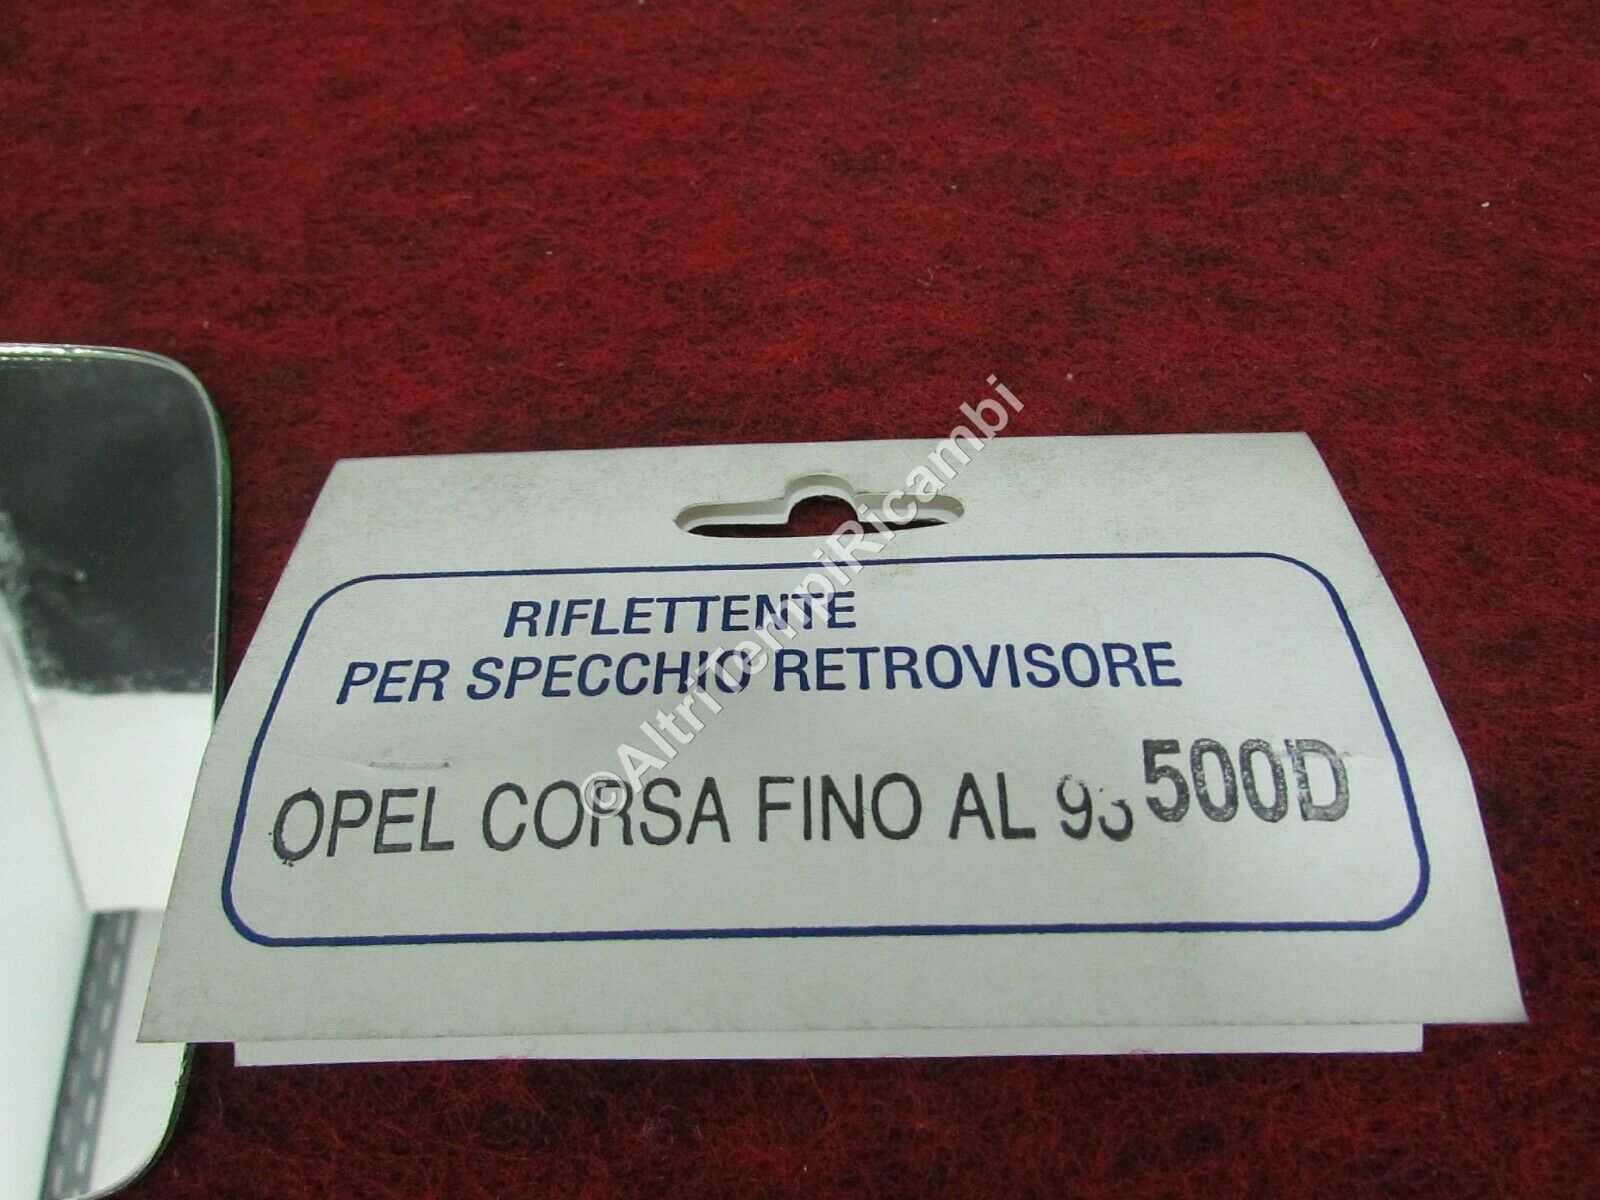 RIFLETTENTE
PER SPECCHIO RETROVISORE
OPEL CORSA FINO AL 93 500D
©AltriTempiRicambi